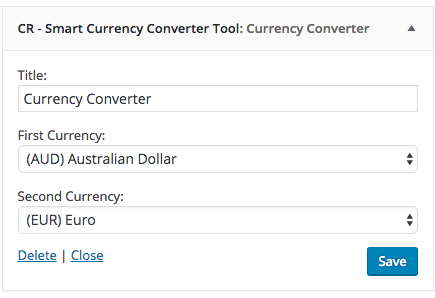 CR - Smart Currency Converter Tool: Currency Converter
Title:
Currency Converter
First Currency:
(AUD) Australian Dollar
Second Currency:
(EUR) Euro
Delete | Close
Save